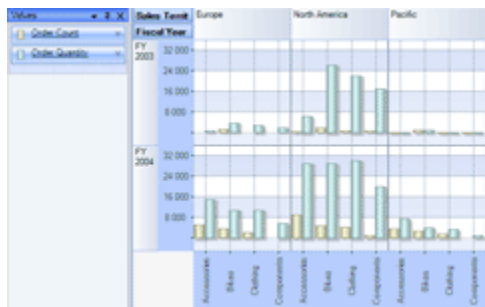 Values
Order Count
Order Quantity
Sales Territ
Fiscal Year
Europe
North America
Pacific
FY
2003
32 000
24 000
16 000
8 000
FY
2004
32 000
24 000
16 000
8 000
Accessories
Bikes
Clothing
Components
Accessories
Bikes
Clothing
Components
Accessories
Bikes
Clothing
Components